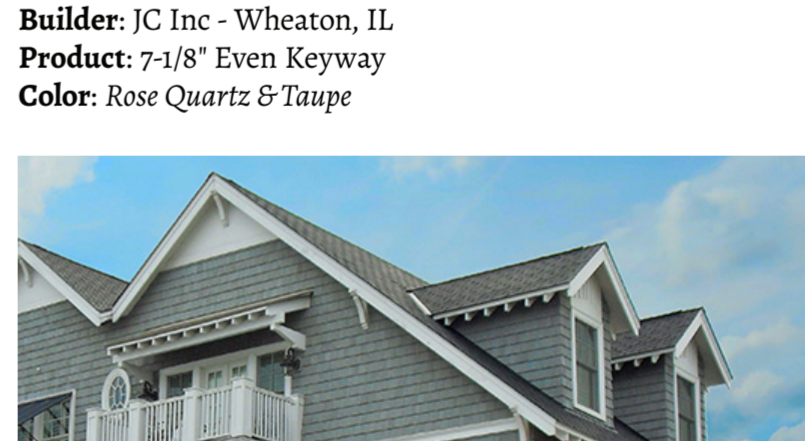 Builder: JC Inc - Wheaton, IL
Product: 7-1/8" Even Keyway
Color: Rose Quartz & Taupe